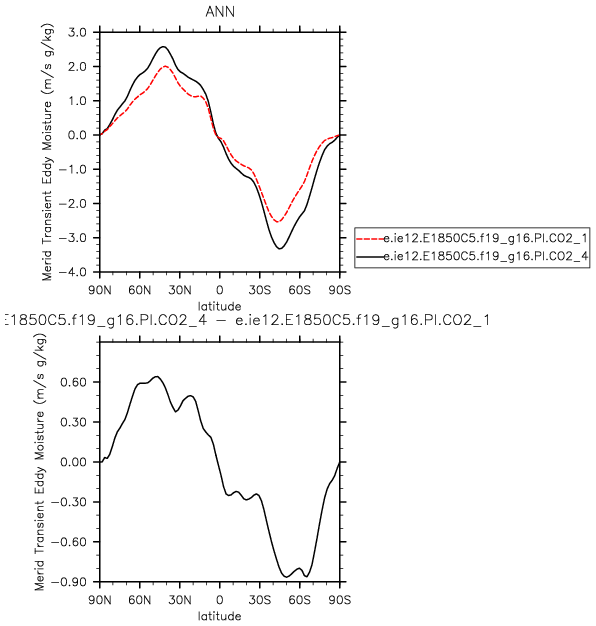 ANN
Merid Transient Eddy Moisture (m/s g/kg)
3.0
2.0
1.0
0.0
−1.0
−2.0
−3.0
−4.0
90N 60N 30N 0 30S 60S 90S
latitude
e.ie12.E1850C5.f19_g16.PI.CO2_1
e.ie12.E1850C5.f19_g16.PI.CO2_4
1850C5.f19_g16.PI.CO2_4 − e.ie12.E1850C5.f19_g16.PI.CO2_1
Merid Transient Eddy Moisture (m/s g/kg)
0.60
0.30
0.00
−0.30
−0.60
−0.90
90N 60N 30N 0 30S 60S 90S
latitude